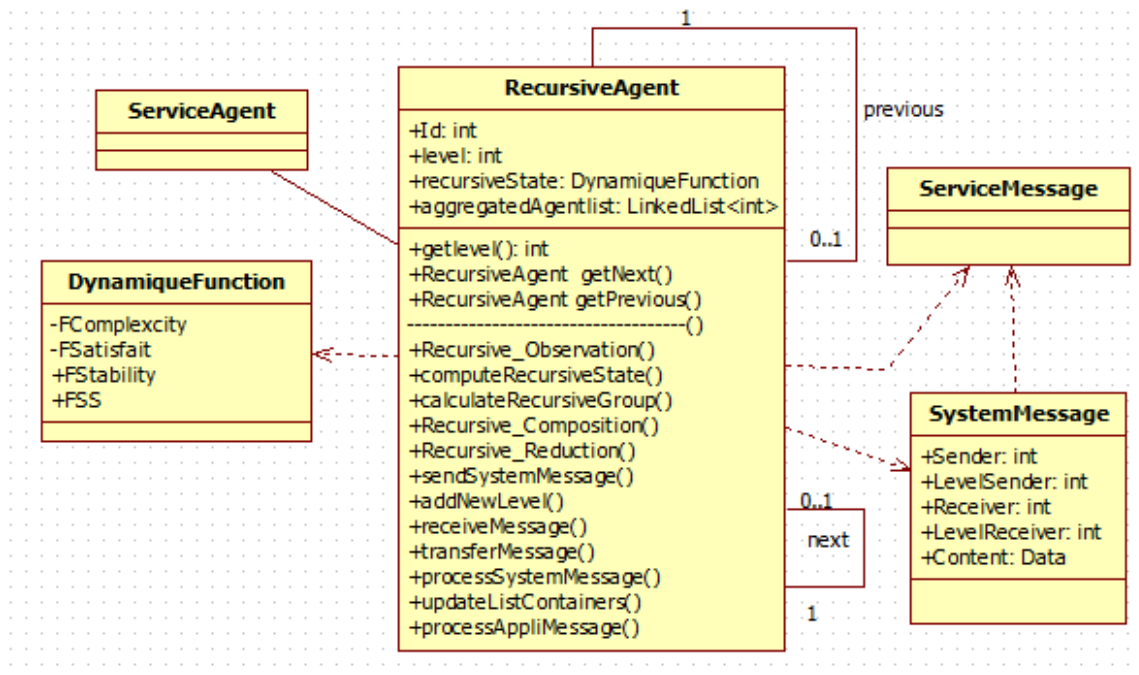 1
RecursiveAgent
+Id: int
+level: int
+recursiveState: DynamiqueFunction
+aggregatedAgentlist: LinkedList<int>
+getlevel(): int
+RecursiveAgent getNext()
+RecursiveAgent getPrevious()
------------------------------------()
+Recursive_Observation()
+computeRecursiveState()
+calculateRecursiveGroup()
+Recursive_Composition()
+Recursive_Reduction()
+sendSystemMessage()
+addNewLevel()
+receiveMessage()
+transferMessage()
+processSystemMessage()
+updateListContainers()
+processAppliMessage()
ServiceAgent
DynamiqueFunction
-FComplexcity
-FSatisfait
+FStability
+FSS
previous
0..1
ServiceMessage
SystemMessage
+Sender: int
+LevelSender: int
+Receiver: int
+LevelReceiver: int
+Content: Data
0..1
next
1